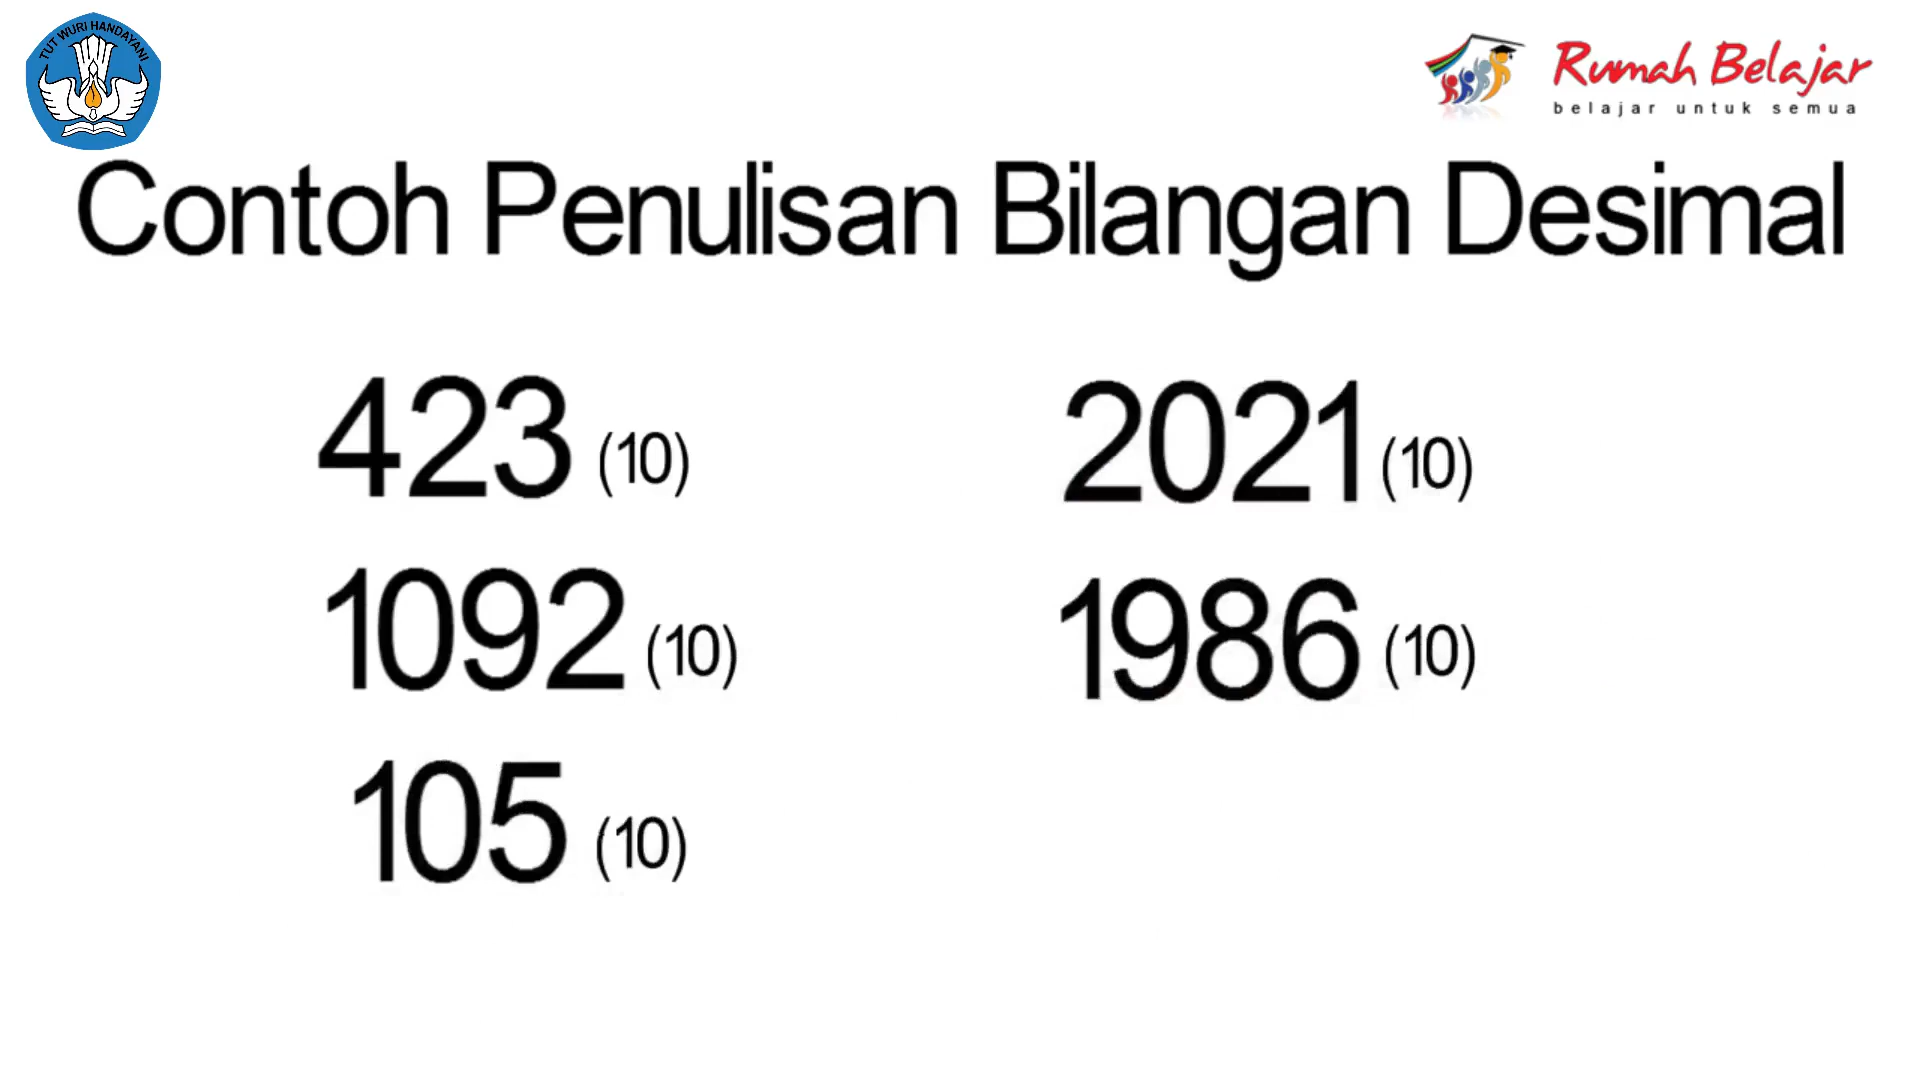 TUT WURI HANDAYANI
Rumah Belajar
belajar untuk semua
Contoh Penulisan Bilangan Desimal
423 (10)
1092 (10)
105 (10)
2021 (10)
1986 (10)